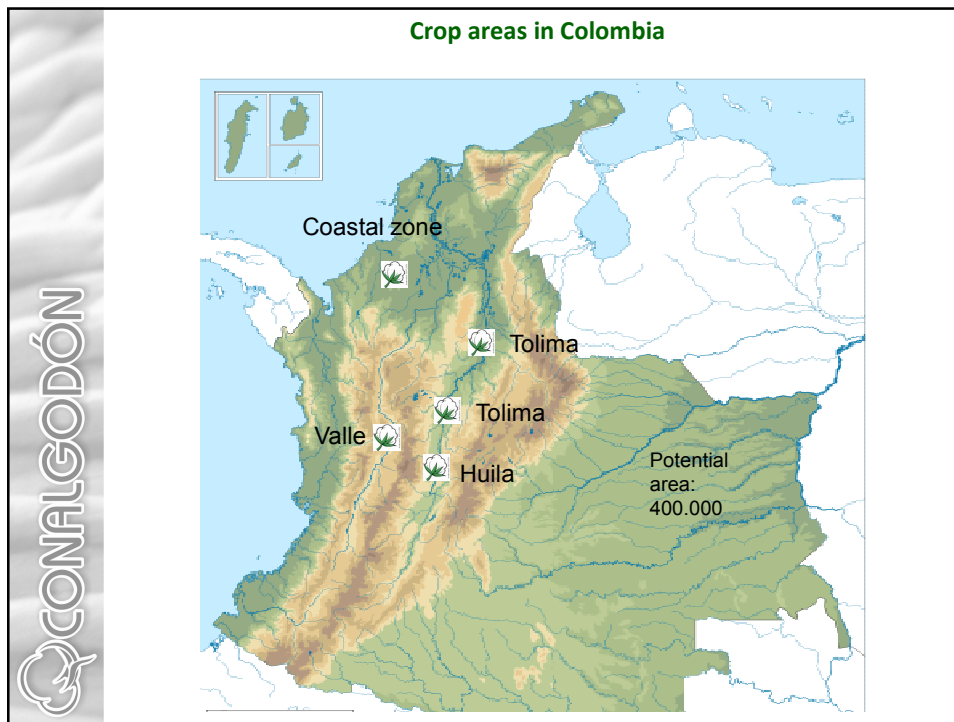 Crop areas in Colombia
Coastal zone
Tolima
Tolima
Valle
Huila
Potential
area:
400.000
CONALGODÓN